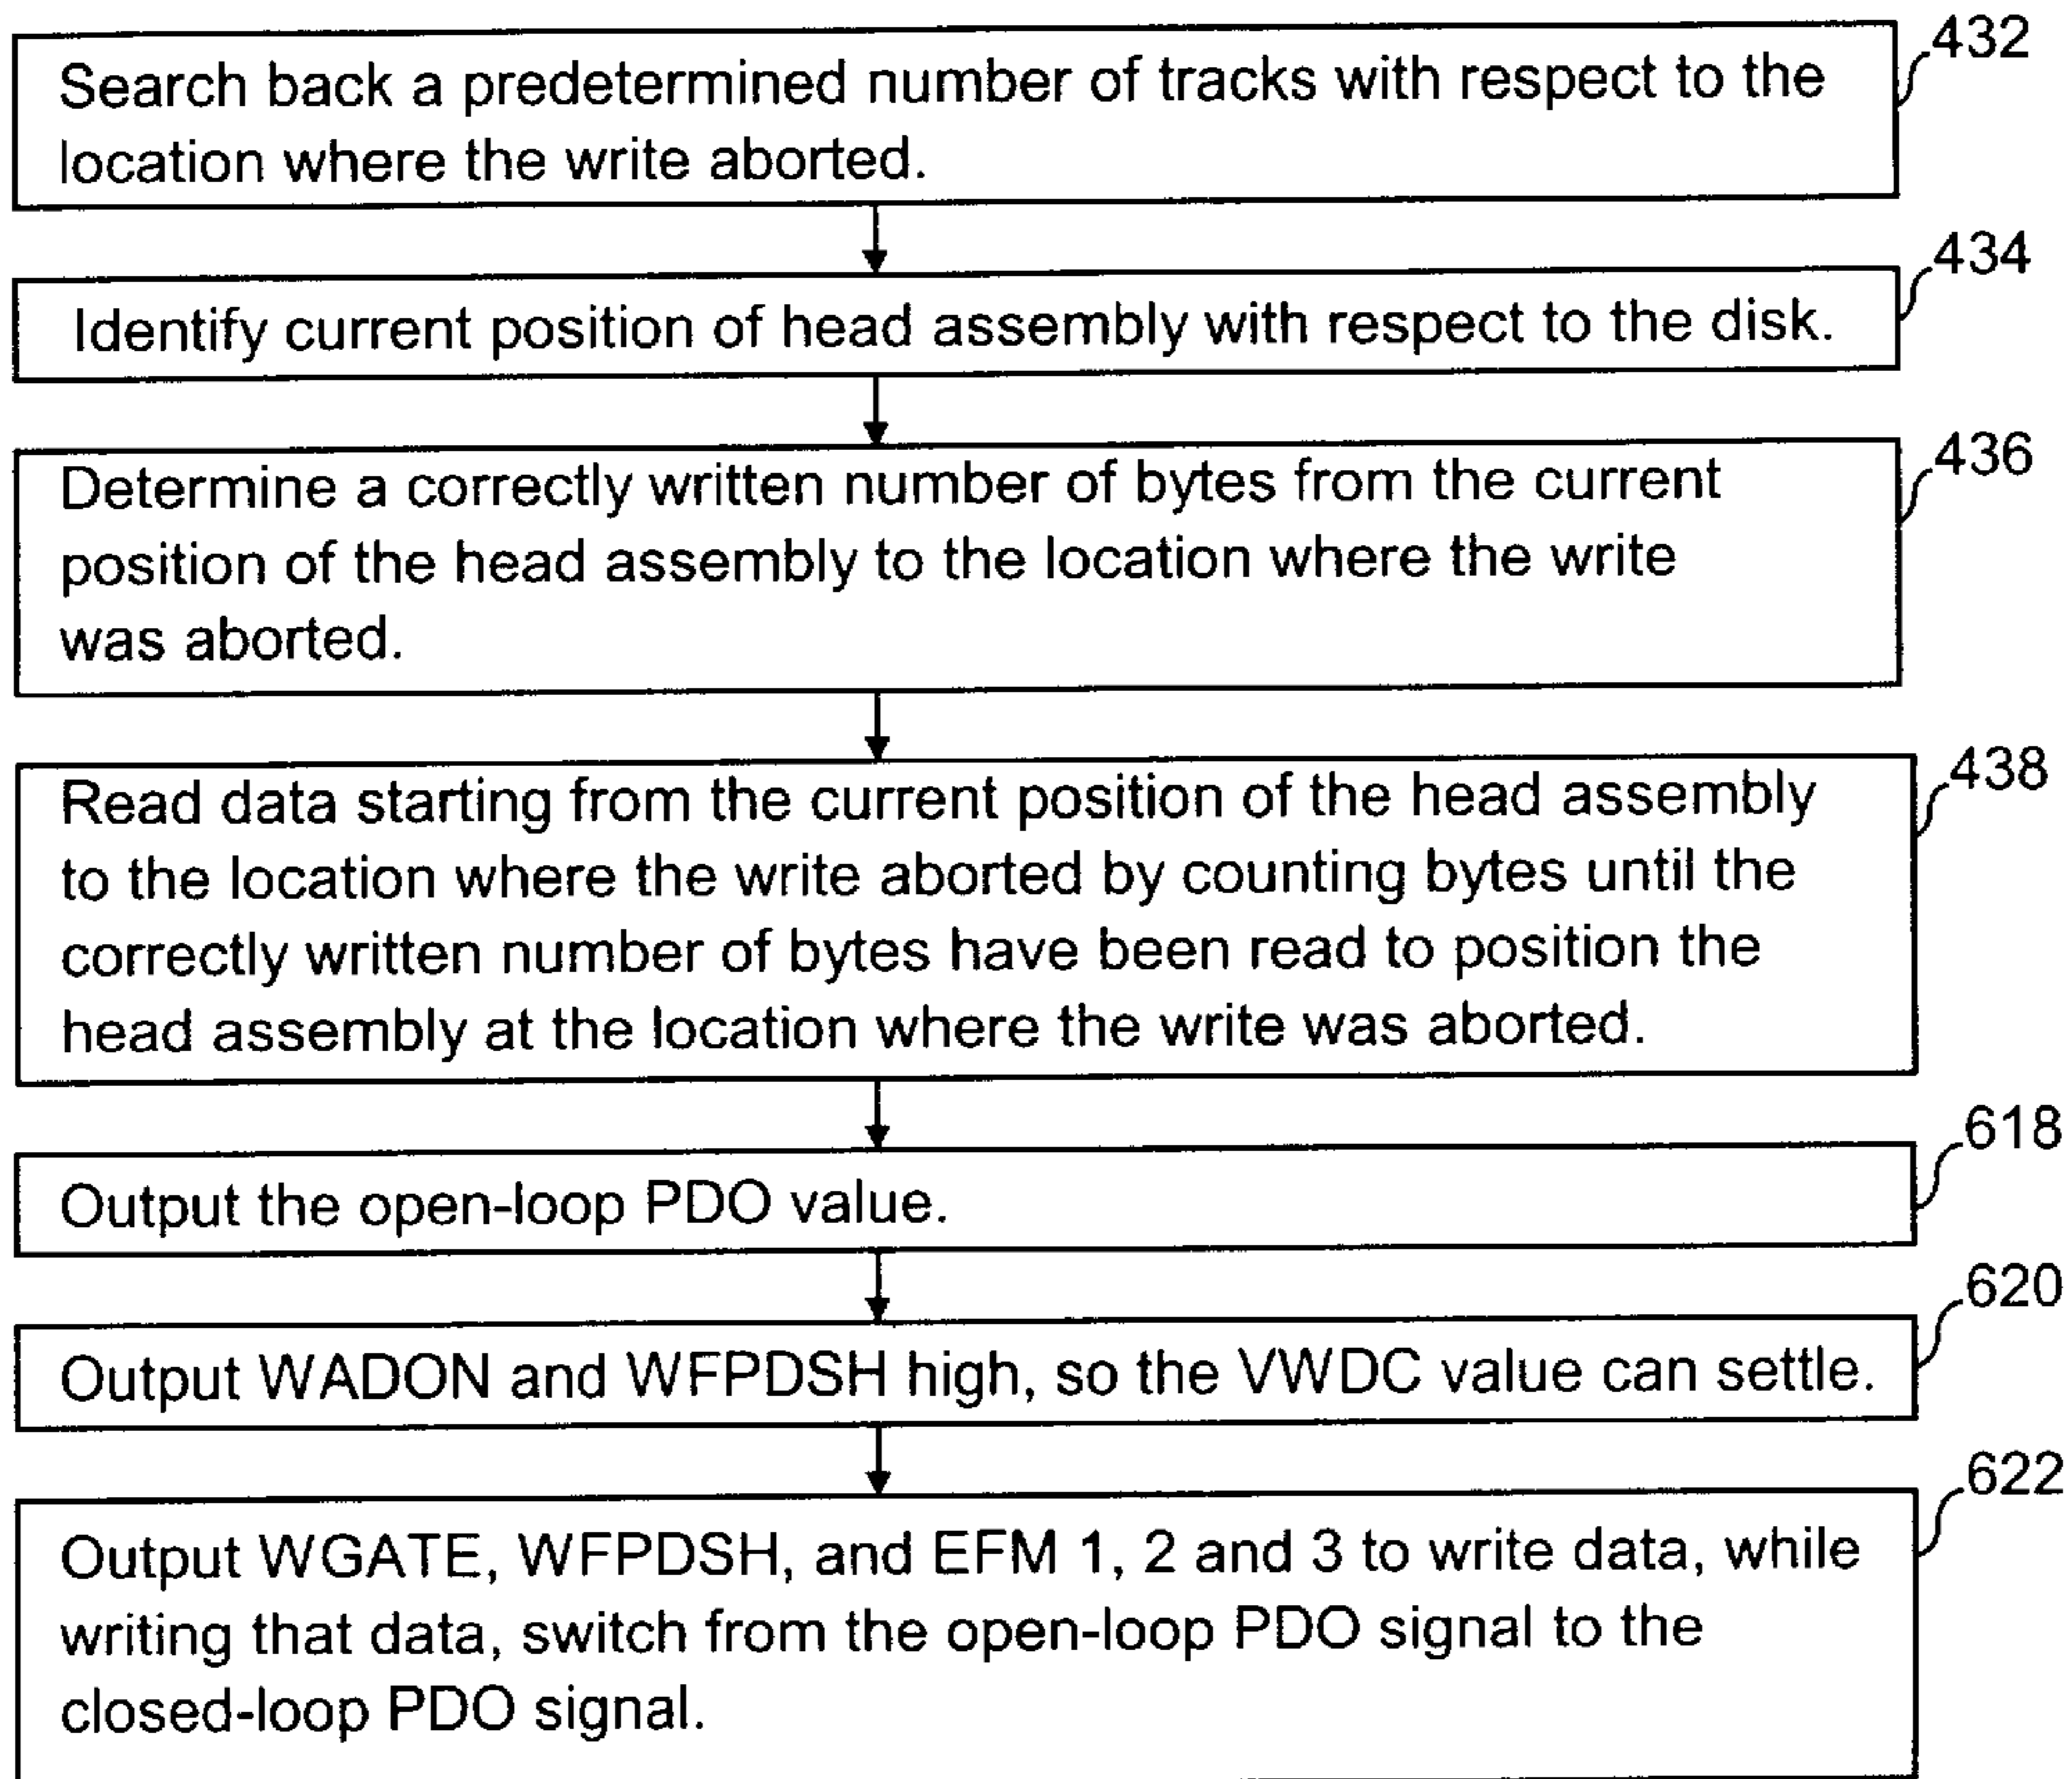 432
Search back a predetermined number of tracks with respect to the
location where the write aborted.
434
Identify current position of head assembly with respect to the disk.
436
Determine a correctly written number of bytes from the current
position of the head assembly to the location where the write
was aborted.
438
Read data starting from the current position of the head assembly
to the location where the write aborted by counting bytes until the
correctly written number of bytes have been read to position the
head assembly at the location where the write was aborted.
618
Output the open-loop PDO value.
620
Output WADON and WFPDSH high, so the VWDC value can settle.
622
Output WGATE, WFPDSH, and EFM 1, 2 and 3 to write data, while
writing that data, switch from the open-loop PDO signal to the
closed-loop PDO signal.